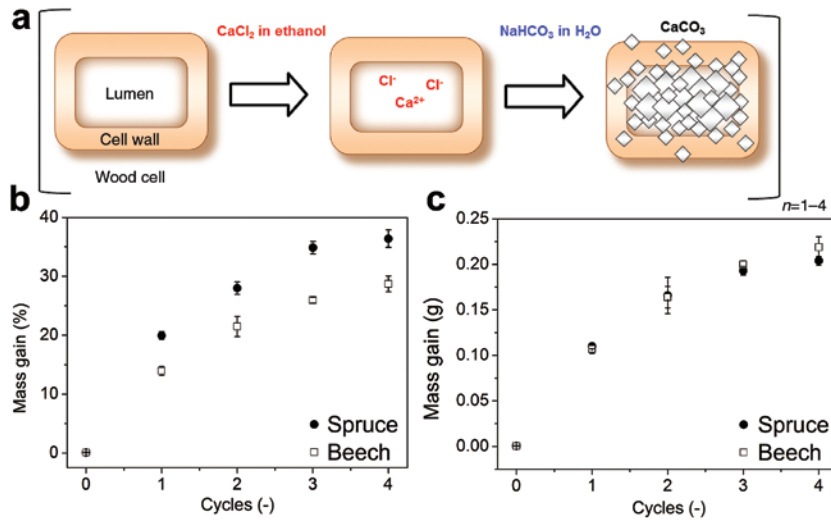 a
CaCl2 in ethanol
NaHCO3 in H2O
CaCO3
Lumen
Cl-
Cl-
Ca2+
Cell wall
Wood cell
n=1–4
b
Mass gain (%)
40
30
20
10
0
Spruce
Beech
0 1 2 3 4
Cycles (-)
c
Mass gain (g)
0.25
0.20
0.15
0.10
0.05
0.00
Spruce
Beech
0 1 2 3 4
Cycles (-)